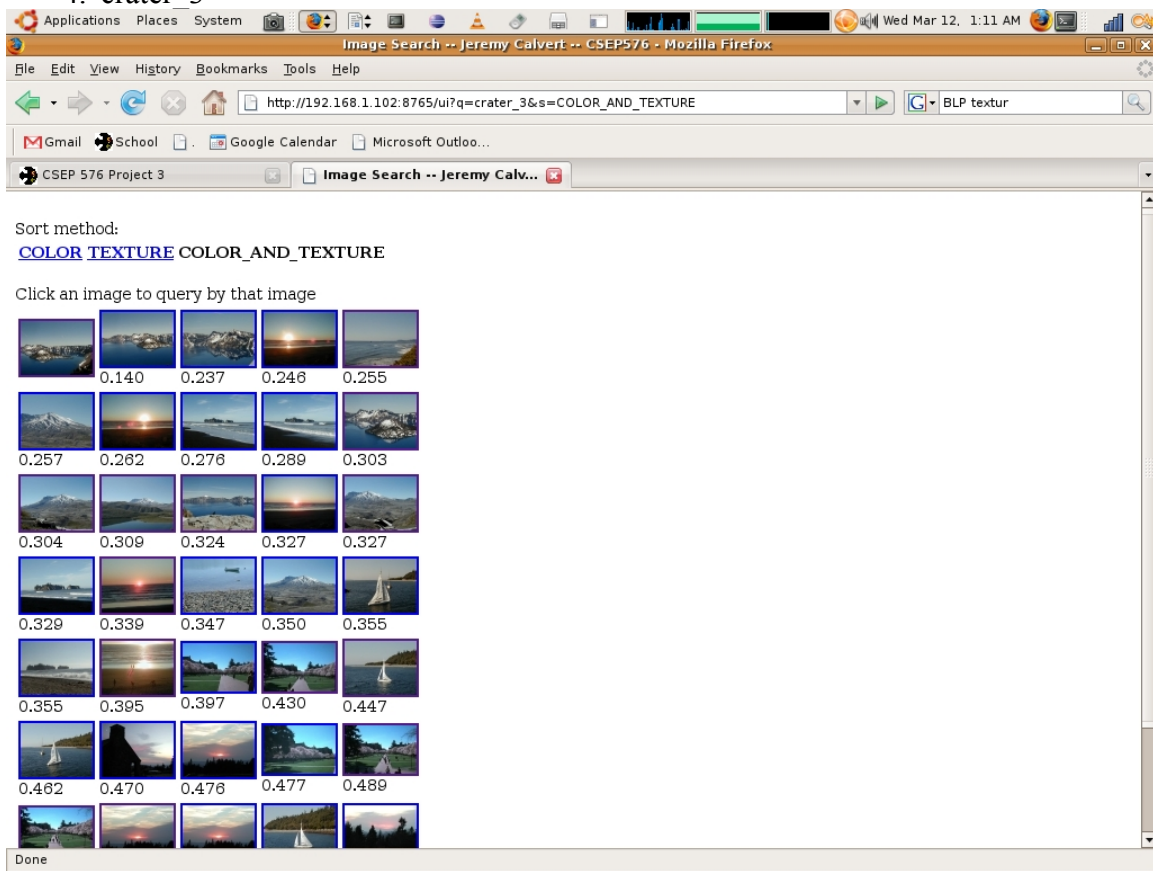 4. crater_3
Applications Places System Wed Mar 12, 1:11 AM
Image Search -- Jeremy Calvert -- CSEP576 - Mozilla Firefox
File Edit View History Bookmarks Tools Help
http://192.168.1.102:8765/ui?q=crater_3&s=COLOR_AND_TEXTURE G BLP textur
Gmail School . Google Calendar Microsoft Outloo...
CSEP 576 Project 3 Image Search -- Jeremy Calv...
Sort method:
COLOR TEXTURE COLOR_AND_TEXTURE
Click an image to query by that image
0.140 0.237 0.246 0.255
0.257 0.262 0.276 0.289 0.303
0.304 0.309 0.324 0.327 0.327
0.329 0.339 0.347 0.350 0.355
0.355 0.395 0.397 0.430 0.447
0.462 0.470 0.476 0.477 0.489
Done